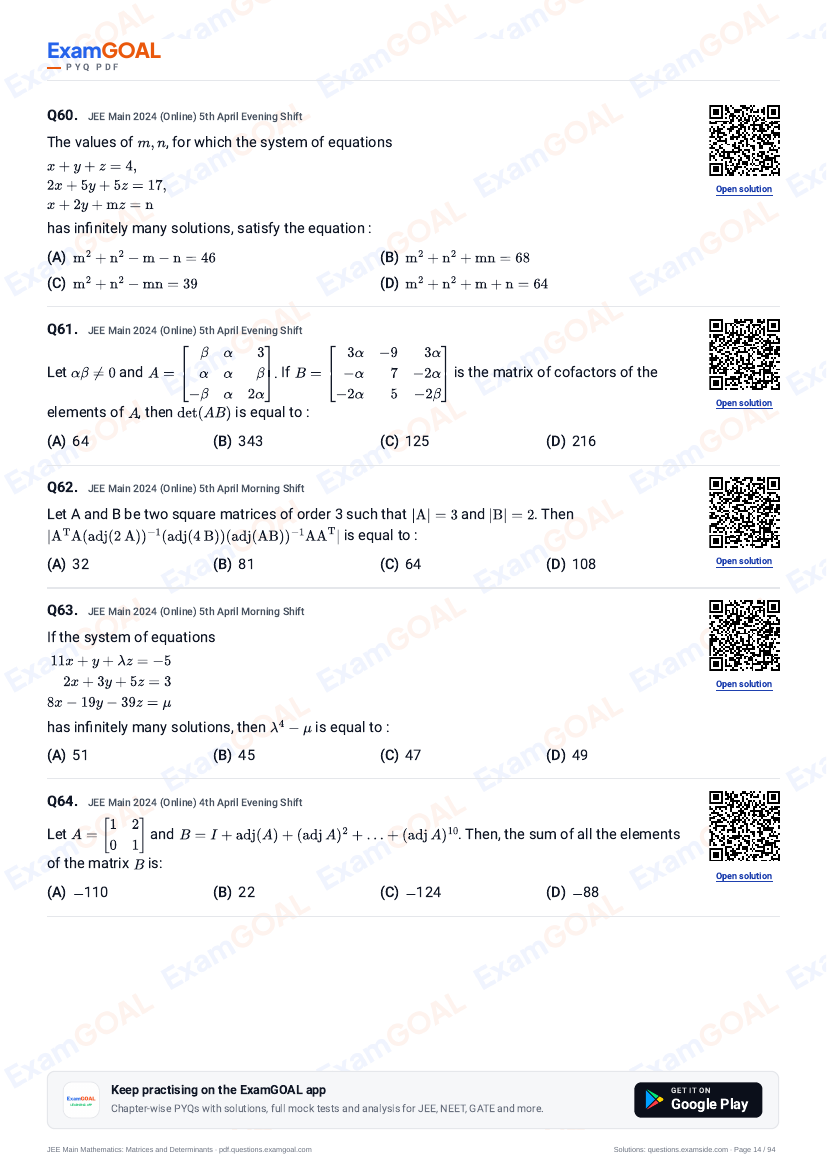 ExamGOAL
PYQ PDF
Q60. JEE Main 2024 (Online) 5th April Evening Shift
The values of m, n, for which the system of equations
x + y + z = 4,
2x + 5y + 5z = 17,
x + 2y + mz = n
has infinitely many solutions, satisfy the equation :
(A) m² + n² − m − n = 46
(B) m² + n² + mn = 68
(C) m² + n² − mn = 39
(D) m² + n² + m + n = 64
Open solution
Q61. JEE Main 2024 (Online) 5th April Evening Shift
Let αβ ≠ 0 and A = [β α 3; α α β; −β α 2α]. If B = [3α −9 3α; −α 7 −2α; −2α 5 −2β] is the matrix of cofactors of the
elements of A, then det(AB) is equal to :
(A) 64 (B) 343 (C) 125 (D) 216
Open solution
Q62. JEE Main 2024 (Online) 5th April Morning Shift
Let A and B be two square matrices of order 3 such that |A| = 3 and |B| = 2. Then
|AᵀA(adj(2 A))⁻¹(adj(4 B))(adj(AB))⁻¹AAᵀ| is equal to :
(A) 32 (B) 81 (C) 64 (D) 108
Open solution
Q63. JEE Main 2024 (Online) 5th April Morning Shift
If the system of equations
11x + y + λz = −5
2x + 3y + 5z = 3
8x − 19y − 39z = μ
has infinitely many solutions, then λ⁴ − μ is equal to :
(A) 51 (B) 45 (C) 47 (D) 49
Open solution
Q64. JEE Main 2024 (Online) 4th April Evening Shift
Let A = [1 2; 0 1] and B = I + adj(A) + (adj A)² + … + (adj A)¹⁰. Then, the sum of all the elements
of the matrix B is:
(A) −110 (B) 22 (C) −124 (D) −88
Open solution
ExamGOAL
Keep practising on the ExamGOAL app
Chapter-wise PYQs with solutions, full mock tests and analysis for JEE, NEET, GATE and more.
GET IT ON
Google Play
JEE Main Mathematics: Matrices and Determinants · pdf.questions.examgoal.com
Solutions: questions.examside.com · Page 14 / 94